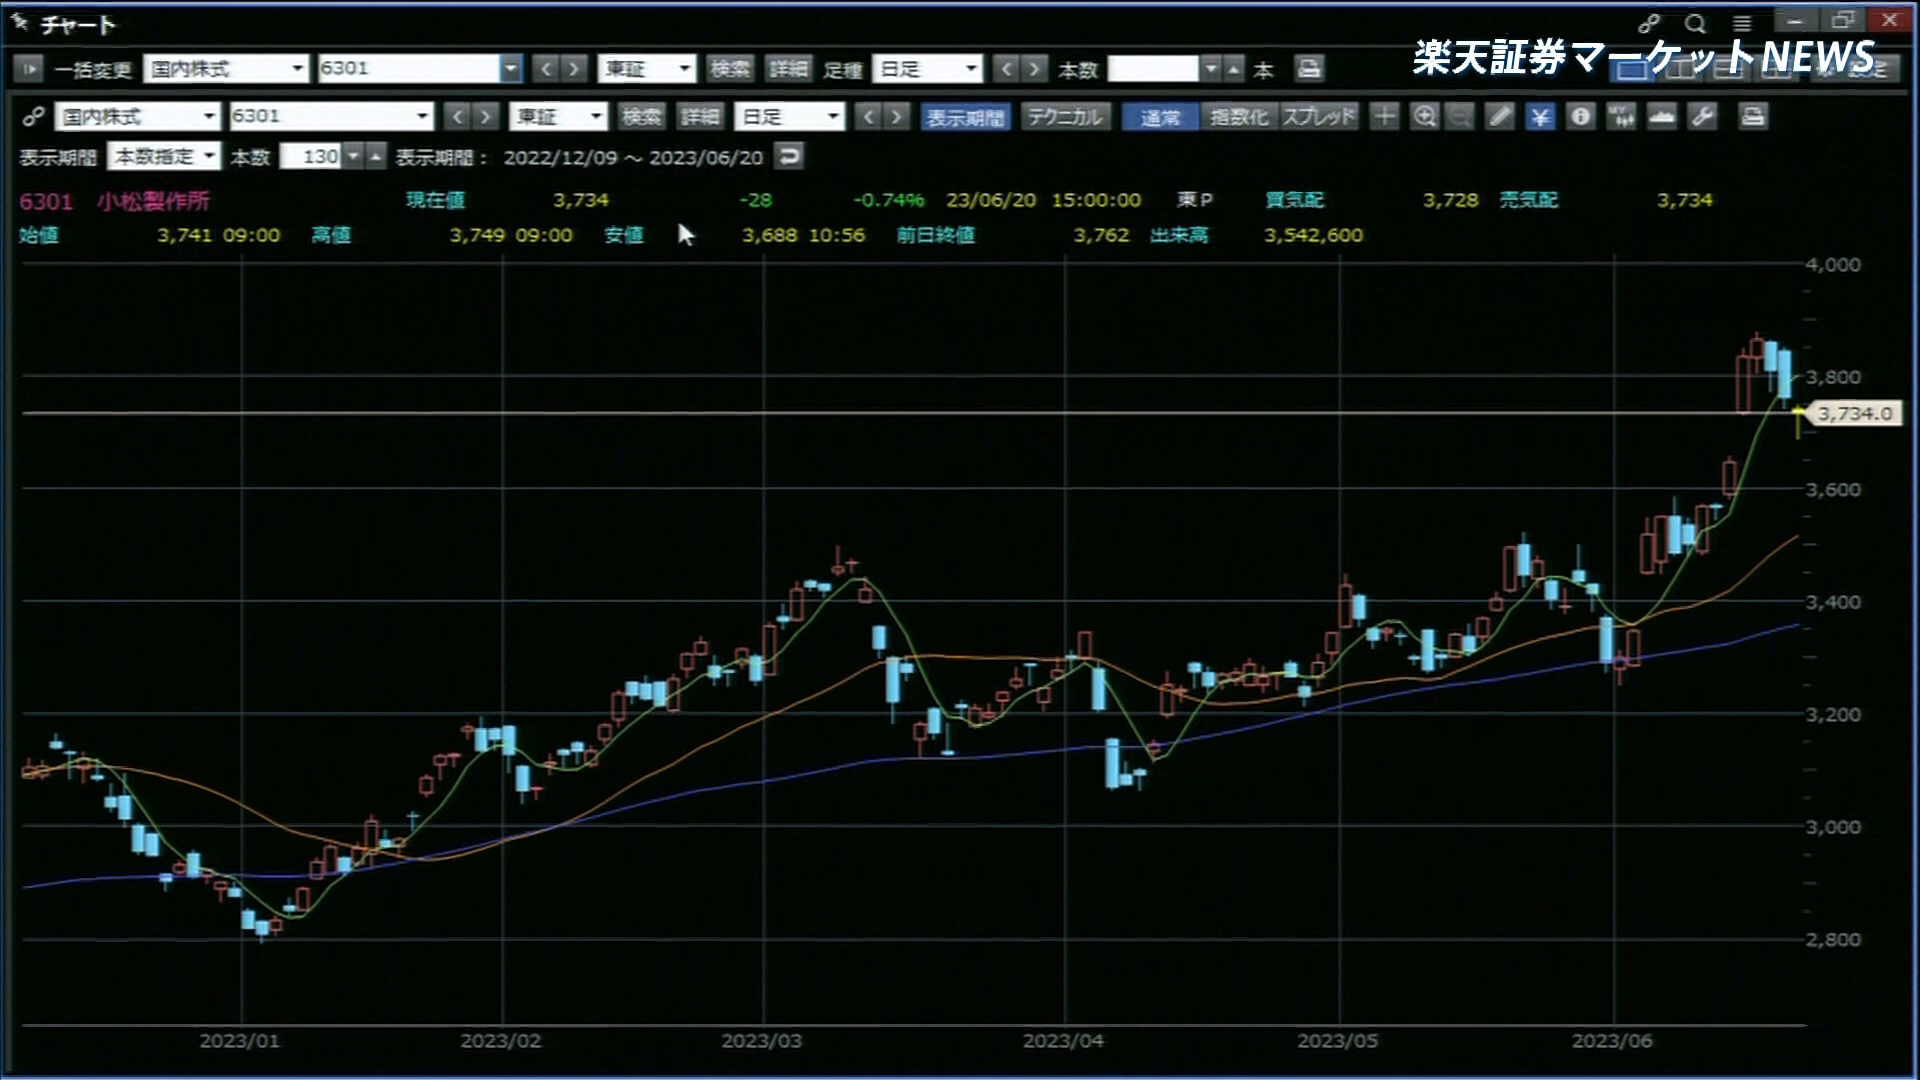 チャート
楽天証券マーケットNEWS
一括変更 国内株式 6301 東証 検索 詳細 足種 日足 本数 本
国内株式 6301 東証 検索 詳細 日足 表示期間 テクニカル 通常 指数化 スプレッド
表示期間 本数指定 本数 130 表示期間： 2022/12/09 ～ 2023/06/20
6301 小松製作所 現在値 3,734 -28 -0.74% 23/06/20 15:00:00 東P 買気配 3,728 売気配 3,734
始値 3,741 09:00 高値 3,749 09:00 安値 3,688 10:56 前日終値 3,762 出来高 3,542,600
4,000
3,800
3,734.0
3,600
3,400
3,200
3,000
2,800
2023/01 2023/02 2023/03 2023/04 2023/05 2023/06